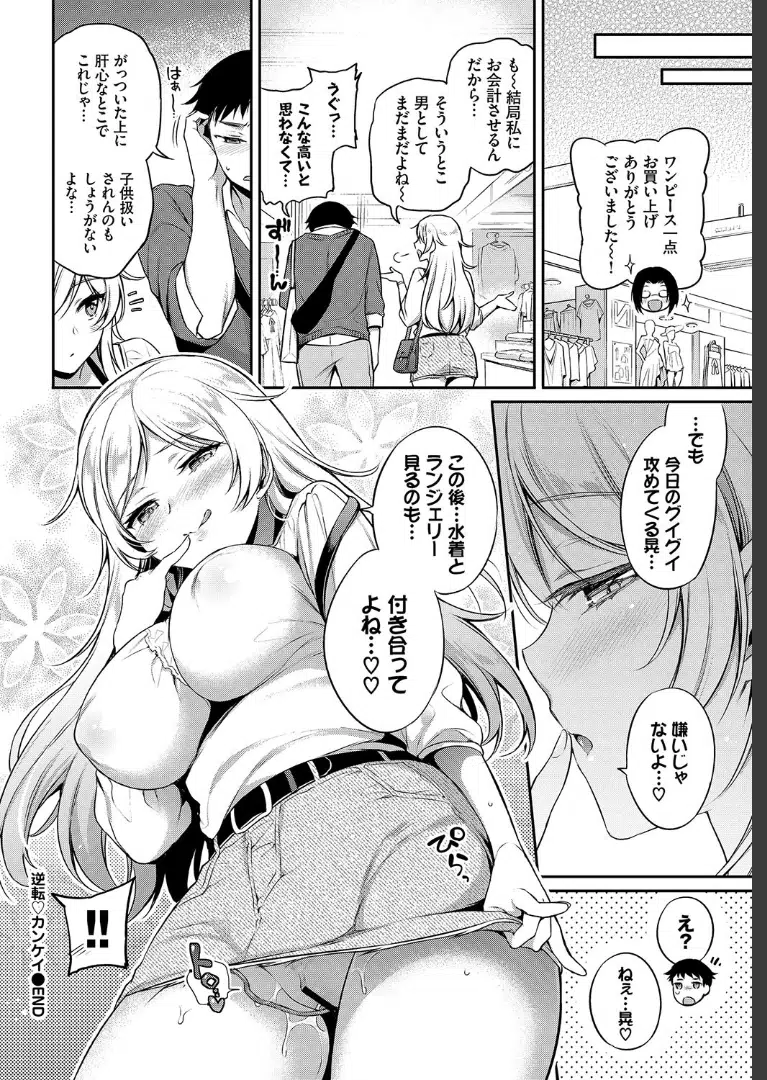 ワンピース一点
お買い上げ
ありがとう
ございました～！
も～結局私に
お会計させるん
だから…
そういうとこ
男として
まだまだよね～
うぐっ…
こんな高いと
思わなくて…
ず～ん
がっついた上に
肝心なとこで
これじゃ…
はぁ～
子供扱い
されんのも
しょうがない
よな…
…でも
今日のグイグイ
攻めてくる晃…
嫌いじゃ
ないよ…♡
え？
ねぇ…晃♡
この後…水着と
ランジェリー
見るのも…
付き合って
よね…♡
ぴらっ
!!
逆転♡カンケイ●END